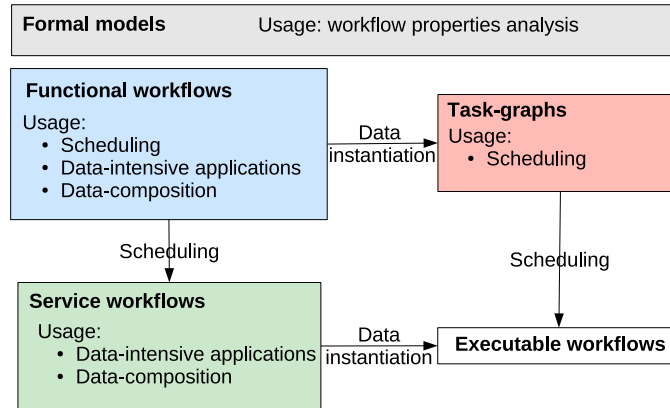 Formal models Usage: workflow properties analysis
Functional workflows
Usage:
• Scheduling
• Data-intensive applications
• Data-composition
Data
instantiation
Task-graphs
Usage:
• Scheduling
Scheduling
Scheduling
Service workflows
Usage:
• Data-intensive applications
• Data-composition
Data
instantiation
Executable workflows